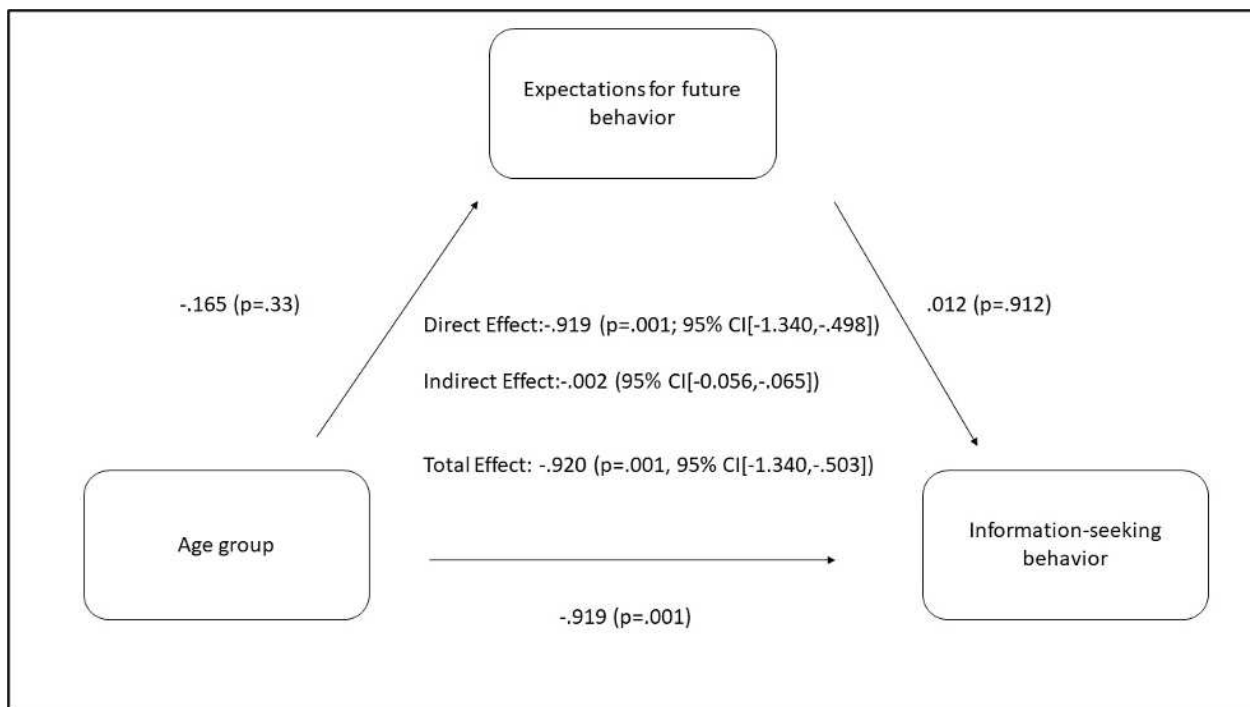 Expectations for future
behavior
-.165 (p=.33)
.012 (p=.912)
Direct Effect:-.919 (p=.001; 95% CI[-1.340,-.498])
Indirect Effect:-.002 (95% CI[-0.056,-.065])
Total Effect: -.920 (p=.001, 95% CI[-1.340,-.503])
Age group
Information-seeking
behavior
-.919 (p=.001)